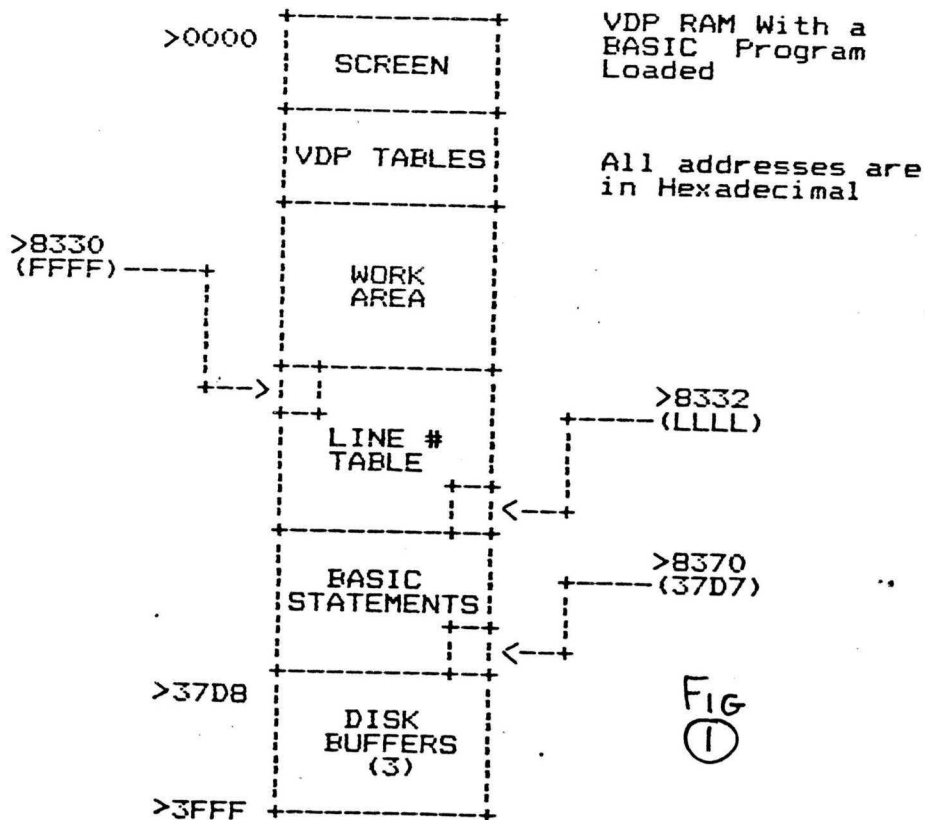 >0000
SCREEN
VDP RAM With a
BASIC Program
Loaded
VDP TABLES
All addresses are
in Hexadecimal
>8330
(FFFF)
WORK
AREA
>8332
(LLLL)
LINE #
TABLE
>8370
(37D7)
BASIC
STATEMENTS
>37D8
DISK
BUFFERS
(3)
>3FFF
FIG
1